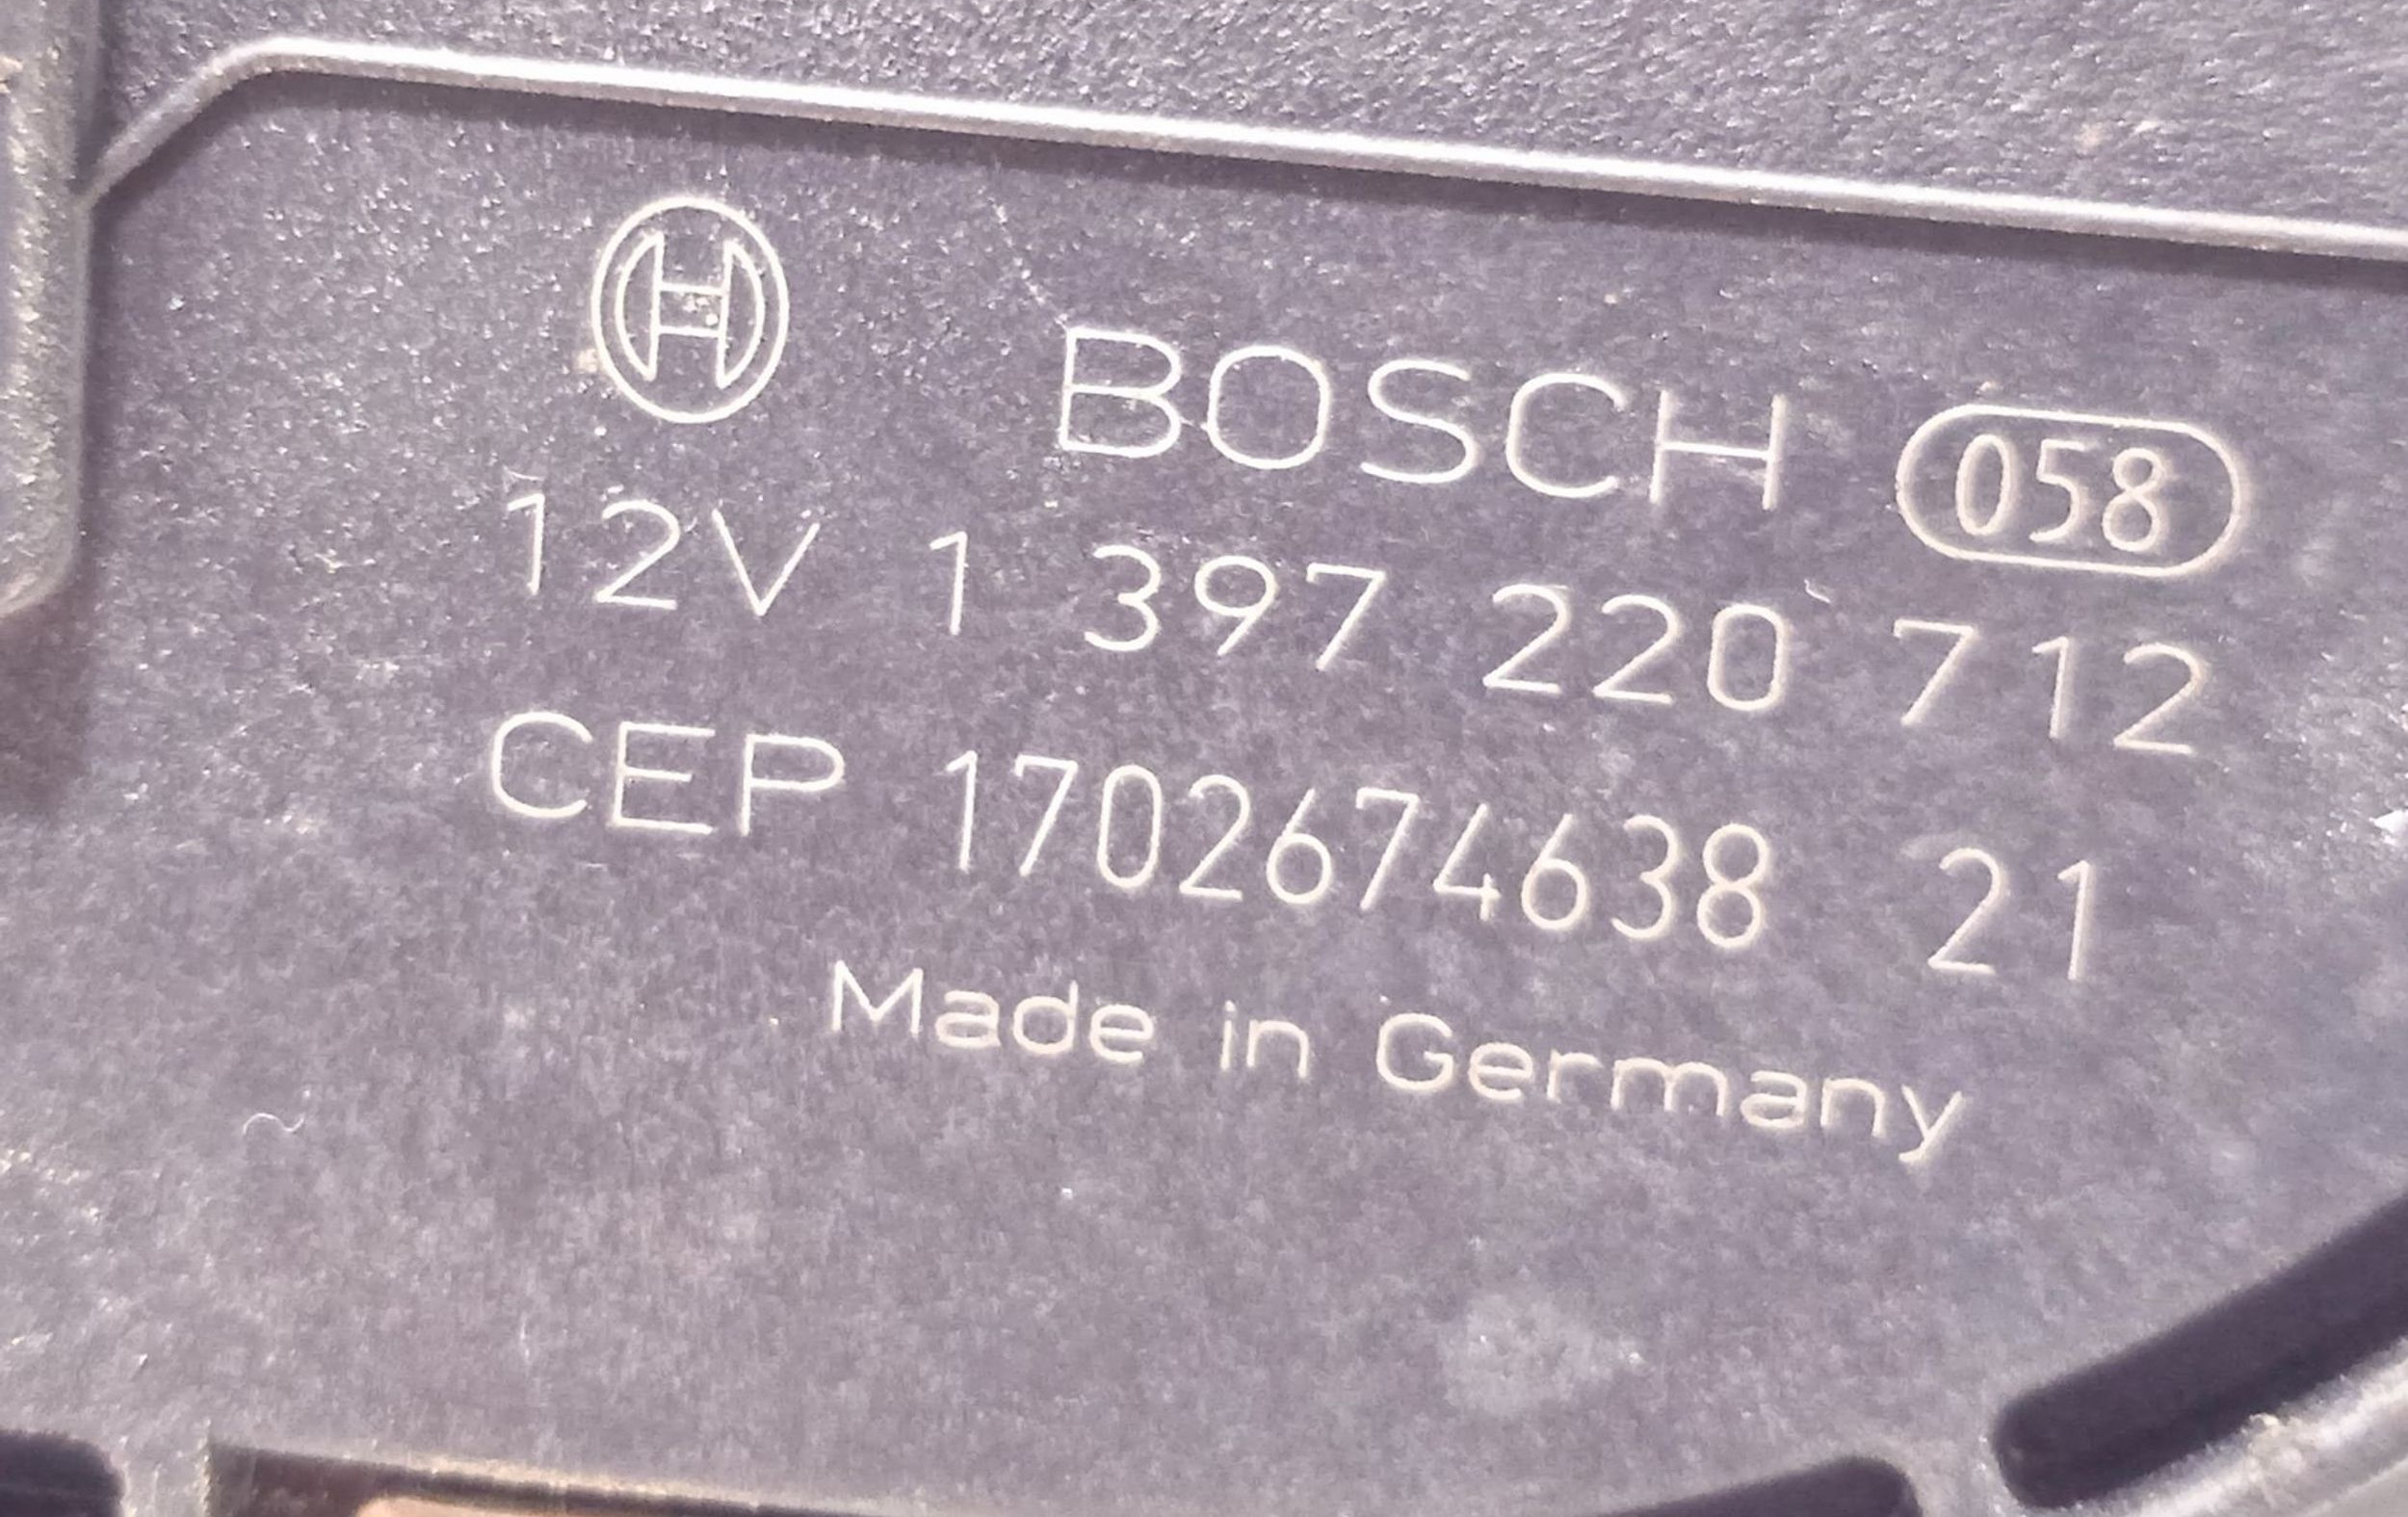 BOSCH 058
12V 1 397 220 712
CEP 1702674638 21
Made in Germany